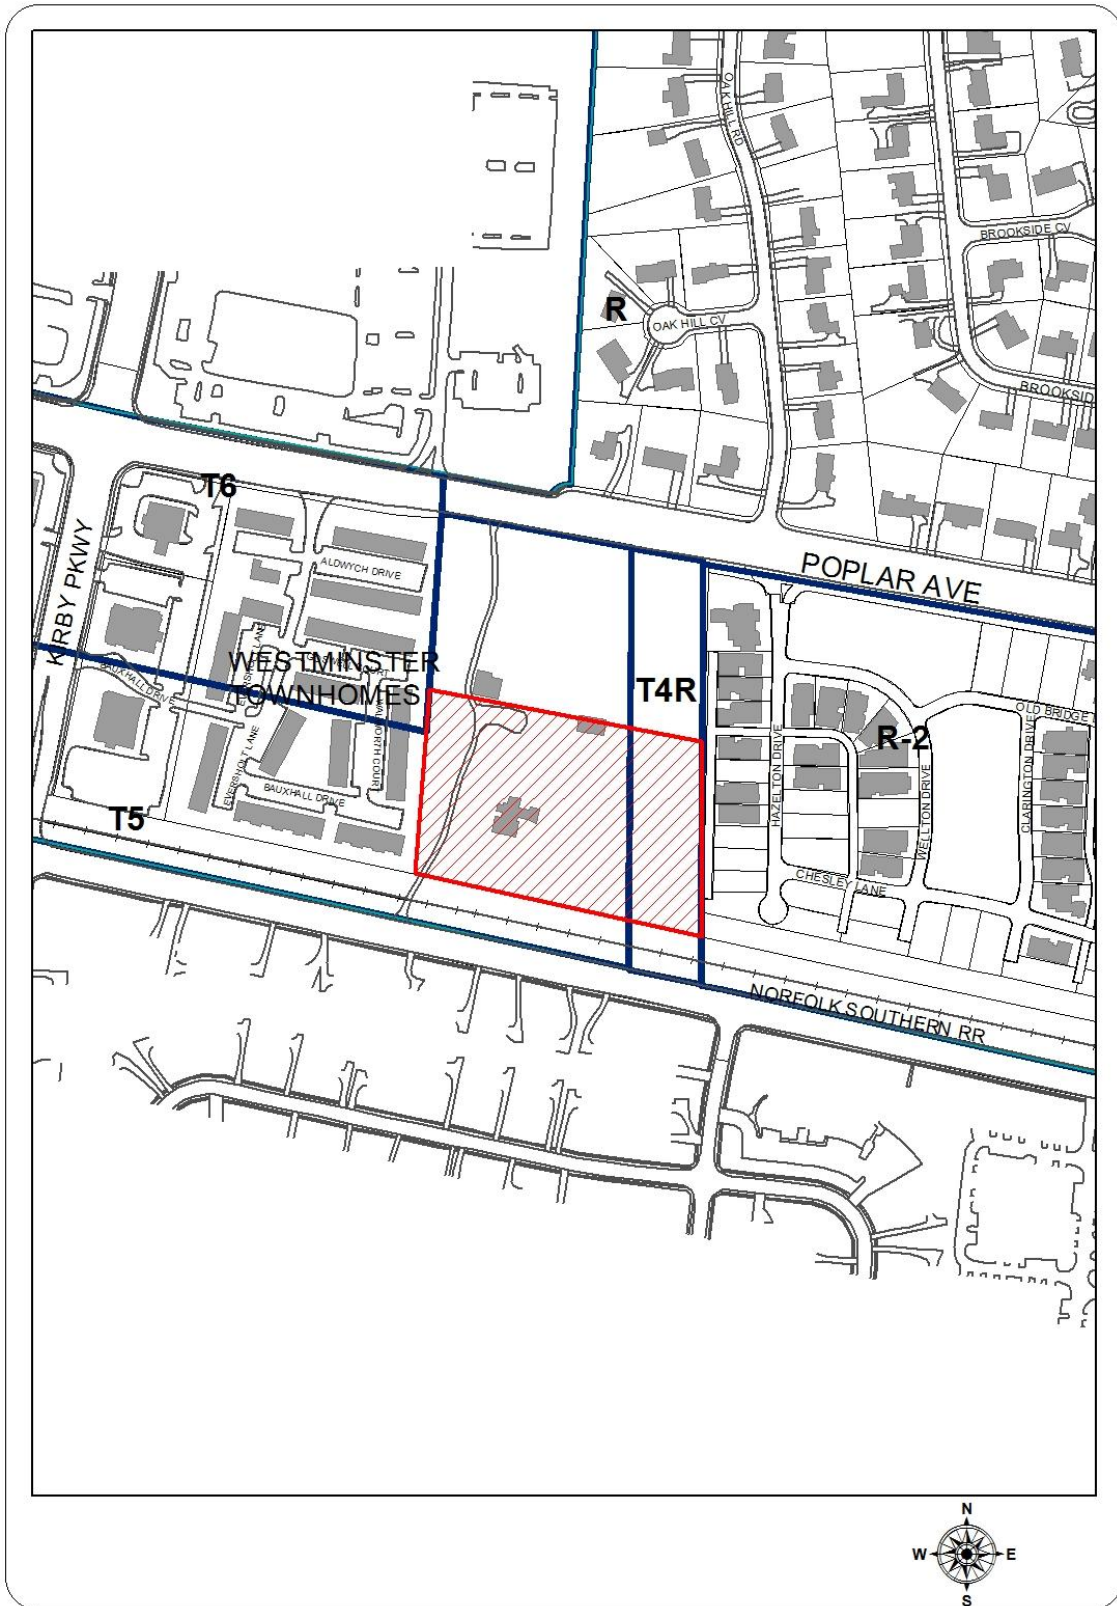 OAK HILL RD
BROOKSIDE CV
R
OAK HILL CV
BROOKSID
T6
KIRBY PKWY
ALDWYCH DRIVE
POPLAR AVE
WESTMINSTER
TOWNHOMES
BAUXHALL DRIVE
T4R
OLD BRIDGE
R-2
HAZELTON DRIVE
WELLTON DRIVE
CLARINGTON DRIVE
EVERSHOLT LANE
BAUXHALL DRIVE
T5
CHESLEY LANE
NORFOLK SOUTHERN RR
N
W
E
S